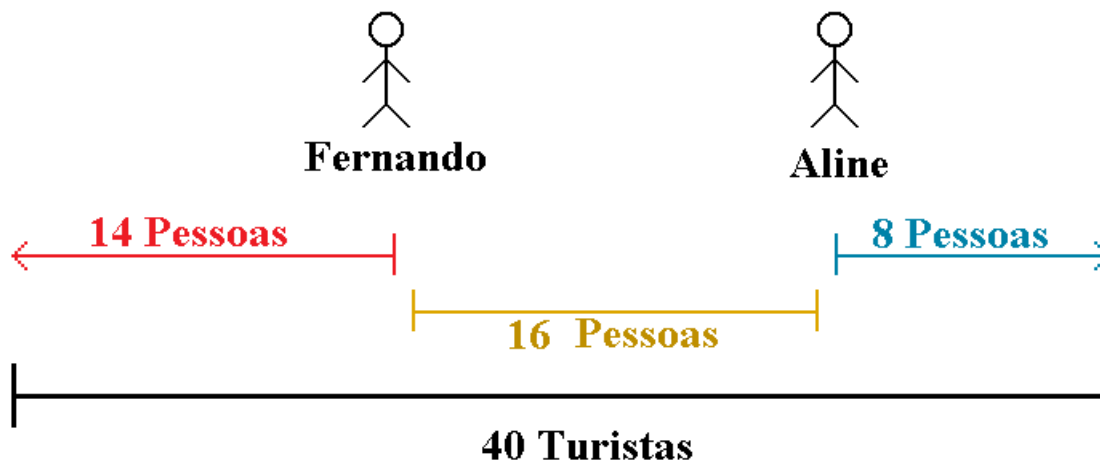 Fernando
Aline
14 Pessoas
8 Pessoas
16 Pessoas
40 Turistas